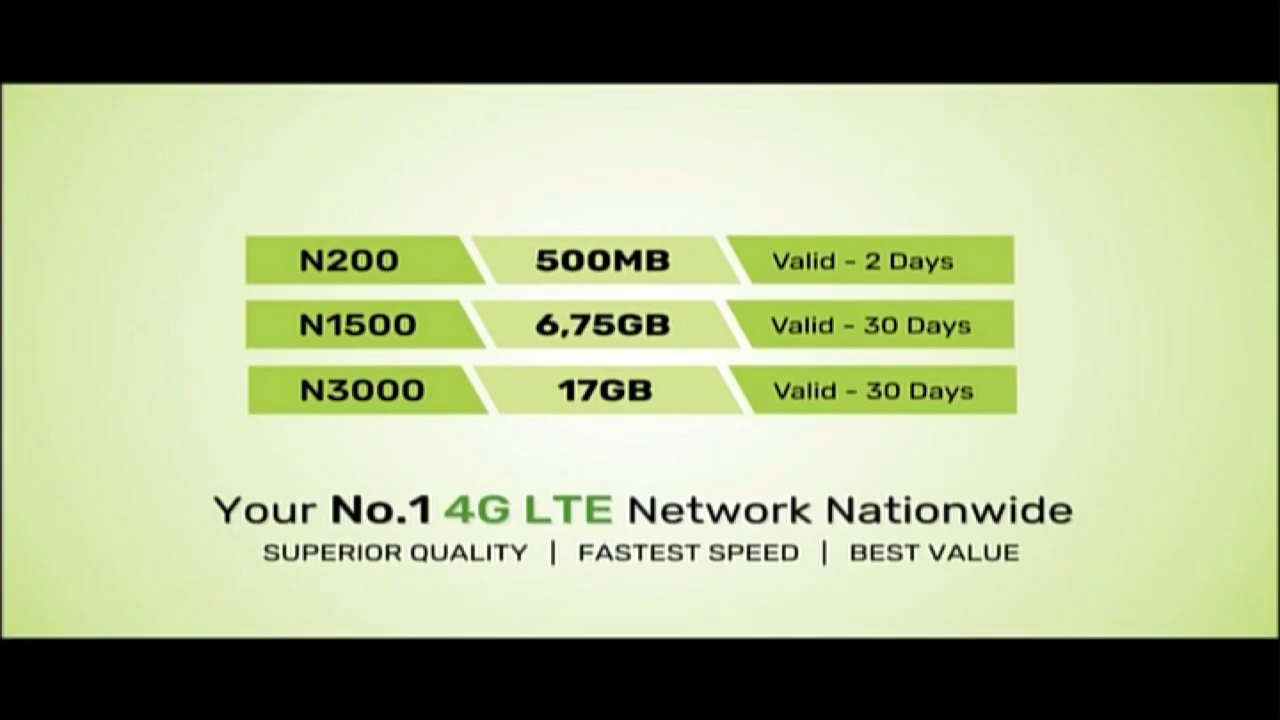 N200 500MB Valid - 2 Days
N1500 6,75GB Valid - 30 Days
N3000 17GB Valid - 30 Days
Your No.1 4G LTE Network Nationwide
SUPERIOR QUALITY | FASTEST SPEED | BEST VALUE